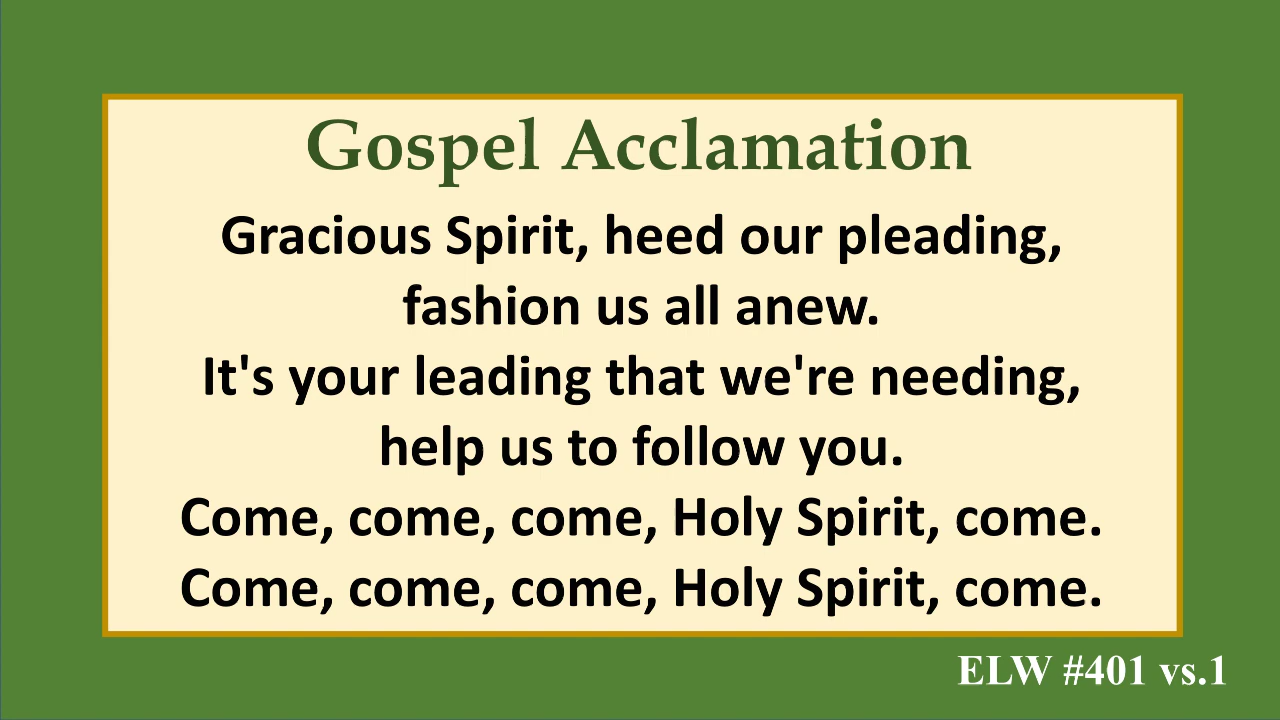 Gospel Acclamation
Gracious Spirit, heed our pleading,
fashion us all anew.
It's your leading that we're needing,
help us to follow you.
Come, come, come, Holy Spirit, come.
Come, come, come, Holy Spirit, come.
ELW #401 vs.1